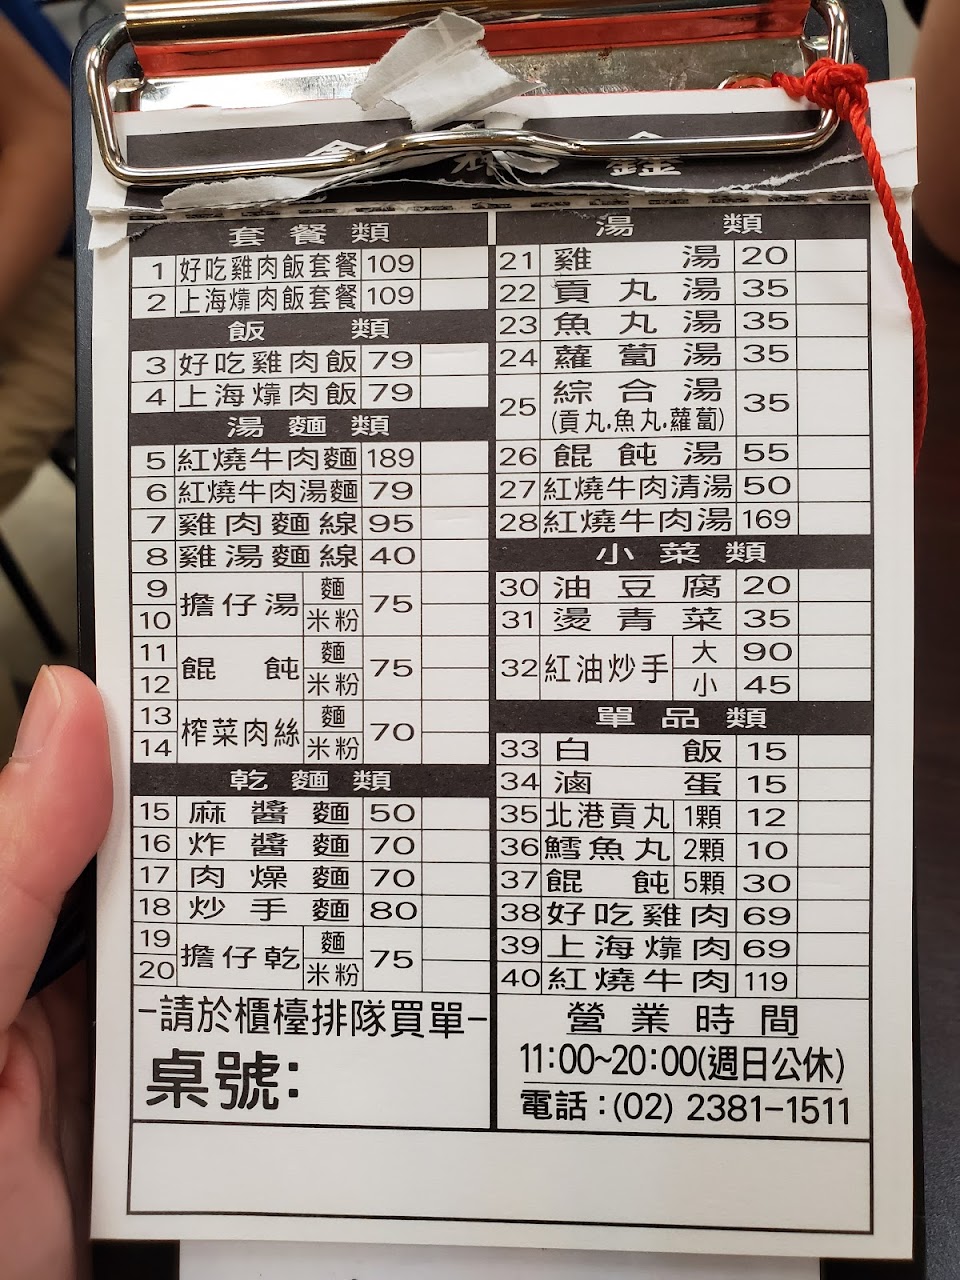 鑫
套餐類
1 好吃雞肉飯套餐 109
2 上海爌肉飯套餐 109
飯類
3 好吃雞肉飯 79
4 上海爌肉飯 79
湯麵類
5 紅燒牛肉麵 189
6 紅燒牛肉湯麵 79
7 雞肉麵線 95
8 雞湯麵線 40
9 擔仔湯 麵 75
10 米粉
11 餛飩 麵 75
12 米粉
13 榨菜肉絲 麵 70
14 米粉
乾麵類
15 麻醬麵 50
16 炸醬麵 70
17 肉燥麵 70
18 炒手麵 80
19 擔仔乾 麵 75
20 米粉
-請於櫃檯排隊買單-
桌號:
湯類
21 雞湯 20
22 貢丸湯 35
23 魚丸湯 35
24 蘿蔔湯 35
25 綜合湯 35
(貢丸.魚丸.蘿蔔)
26 餛飩湯 55
27 紅燒牛肉清湯 50
28 紅燒牛肉湯 169
小菜類
30 油豆腐 20
31 燙青菜 35
32 紅油炒手 大 90
小 45
單品類
33 白飯 15
34 滷蛋 15
35 北港貢丸 1顆 12
36 鱈魚丸 2顆 10
37 餛飩 5顆 30
38 好吃雞肉 69
39 上海爌肉 69
40 紅燒牛肉 119
營業時間
11:00~20:00(週日公休)
電話:(02) 2381-1511